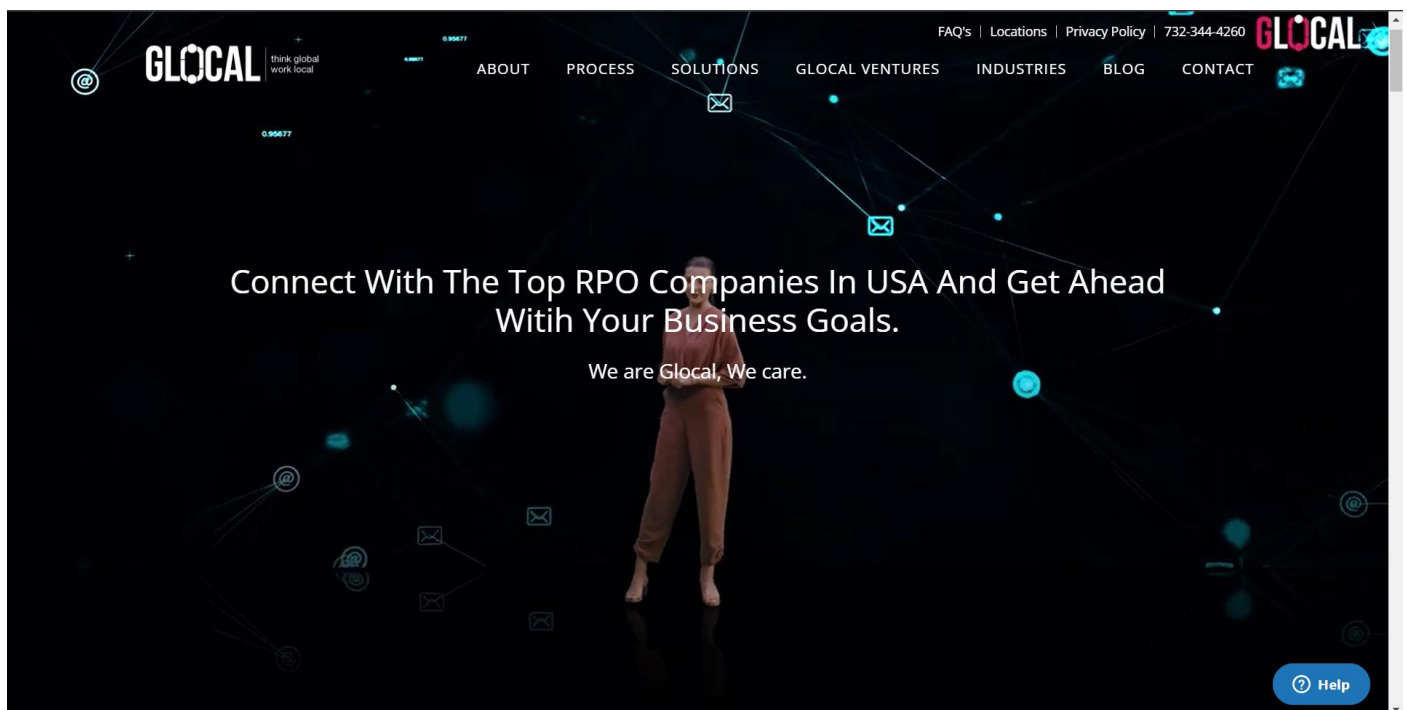 FAQ's | Locations | Privacy Policy | 732-344-4260
GLOCAL
GLOCAL think global
work local
ABOUT PROCESS SOLUTIONS GLOCAL VENTURES INDUSTRIES BLOG CONTACT
0.95677
0.95677
0.95677
Connect With The Top RPO Companies In USA And Get Ahead
Witih Your Business Goals.
We are Glocal, We care.
Help